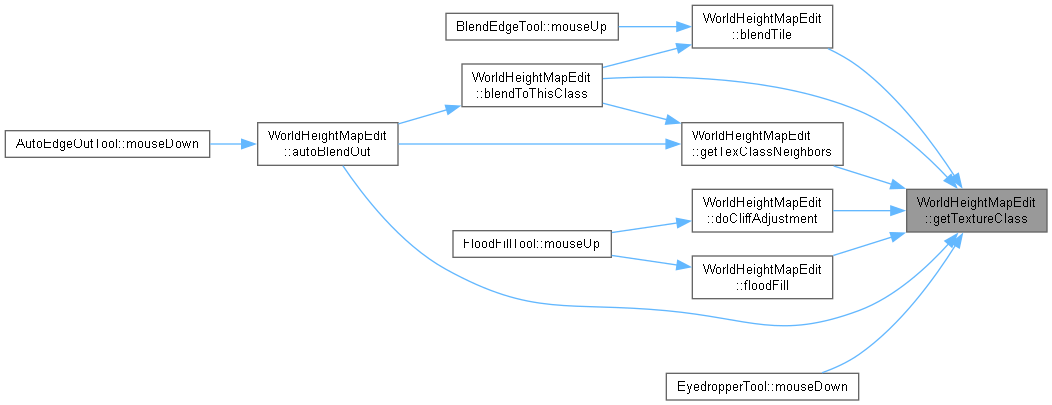 BlendEdgeTool::mouseUp
WorldHeightMapEdit
::blendTile
WorldHeightMapEdit
::blendToThisClass
AutoEdgeOutTool::mouseDown
WorldHeightMapEdit
::autoBlendOut
WorldHeightMapEdit
::getTexClassNeighbors
WorldHeightMapEdit
::doCliffAdjustment
WorldHeightMapEdit
::getTextureClass
FloodFillTool::mouseUp
WorldHeightMapEdit
::floodFill
EyedropperTool::mouseDown